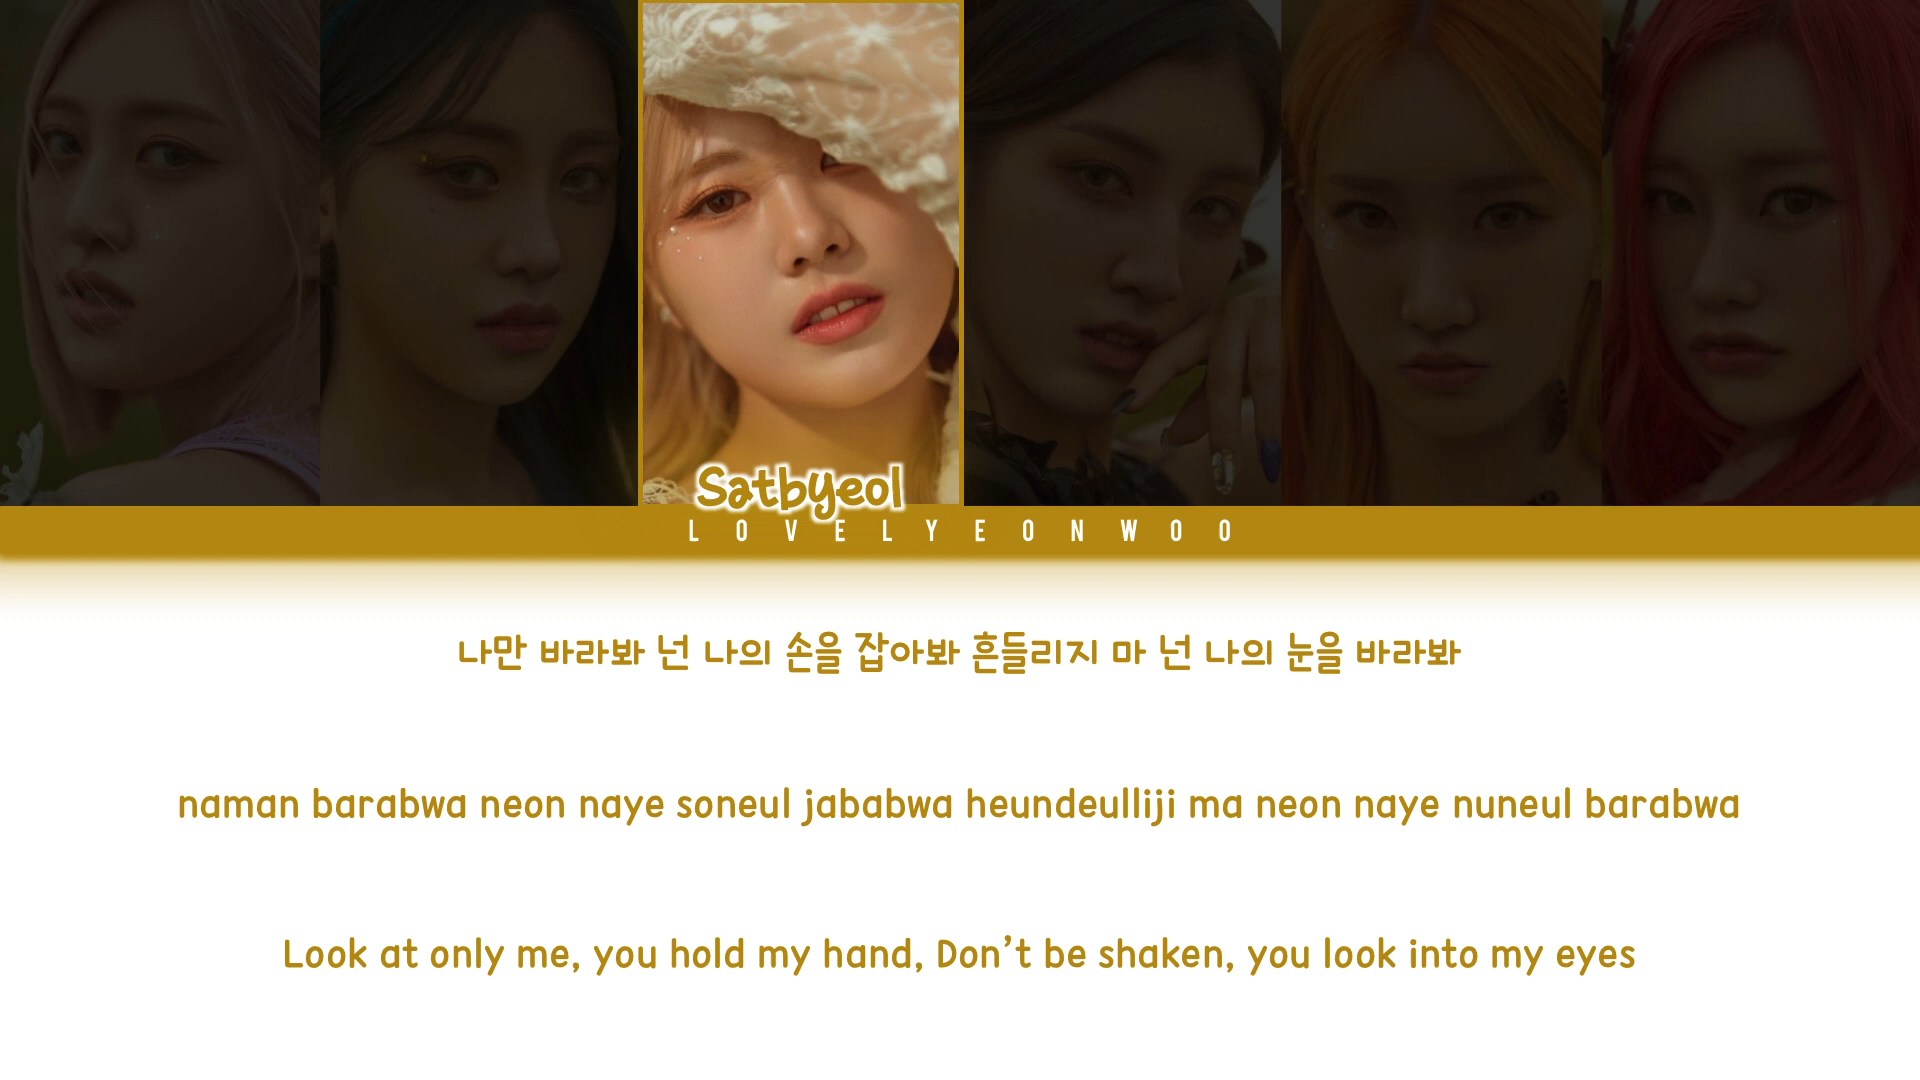 Satbyeol
LOVELYEONWOO
나만 바라봐 넌 나의 손을 잡아봐 흔들리지 마 넌 나의 눈을 바라봐
naman barabwa neon naye soneul jababwa heundeulliji ma neon naye nuneul barabwa
Look at only me, you hold my hand, Don’t be shaken, you look into my eyes